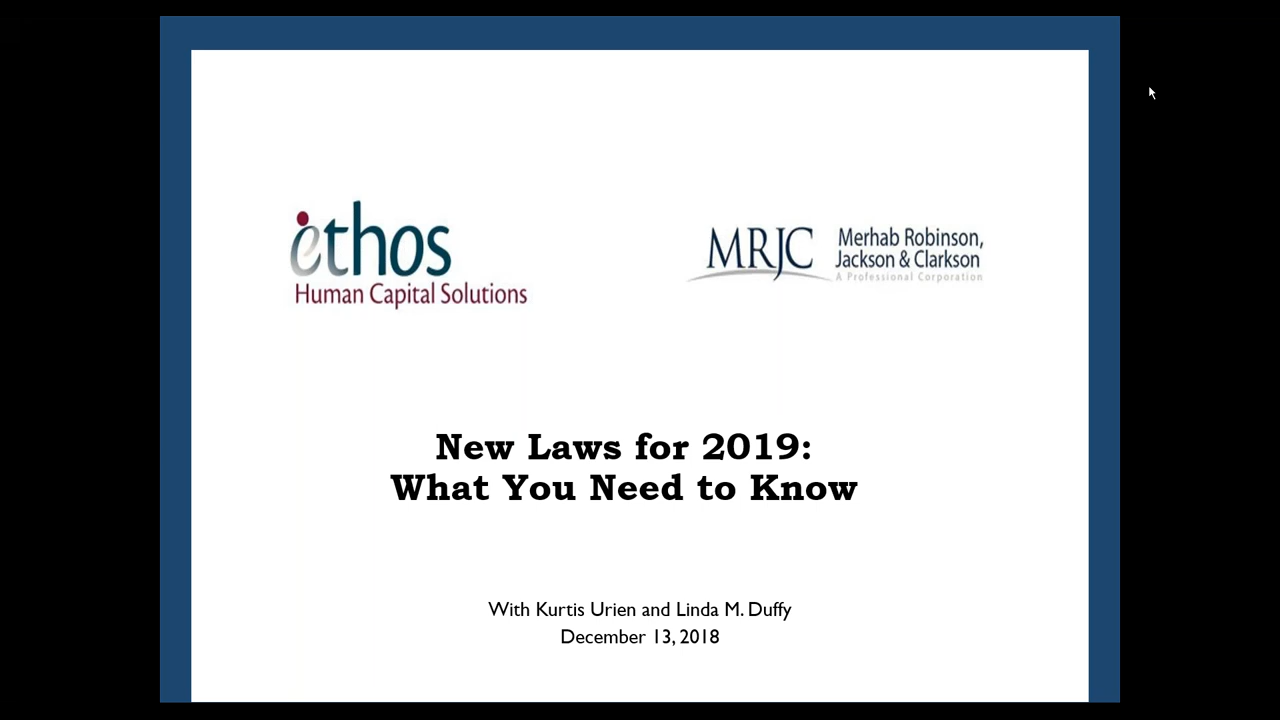 ethos
Human Capital Solutions
MRJC
Merhab Robinson,
Jackson & Clarkson
A Professional Corporation
New Laws for 2019:
What You Need to Know
With Kurtis Urien and Linda M. Duffy
December 13, 2018